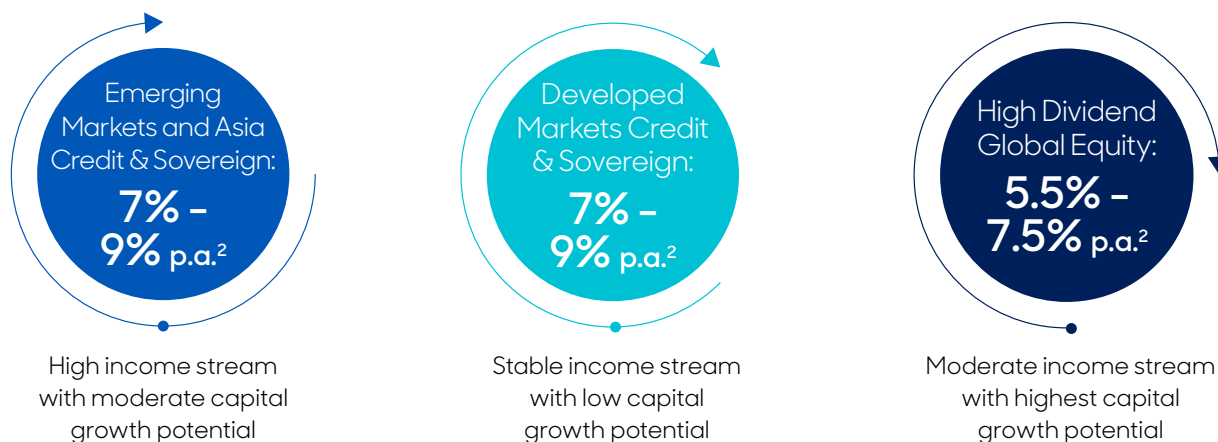 Emerging
Markets and Asia
Credit & Sovereign:
7% –
9% p.a.²
High income stream
with moderate capital
growth potential
Developed
Markets Credit
& Sovereign:
7% –
9% p.a.²
Stable income stream
with low capital
growth potential
High Dividend
Global Equity:
5.5% –
7.5% p.a.²
Moderate income stream
with highest capital
growth potential